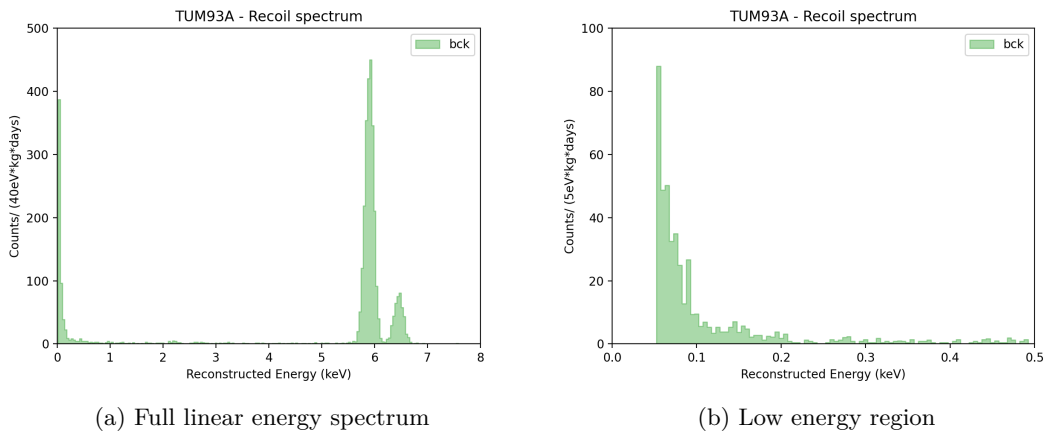 TUM93A - Recoil spectrum
500
400
300
200
100
0
Counts/ (40eV*kg*days)
bck
0 1 2 3 4 5 6 7 8
Reconstructed Energy (keV)
(a) Full linear energy spectrum
TUM93A - Recoil spectrum
100
80
60
40
20
0
Counts/ (5eV*kg*days)
bck
0.0 0.1 0.2 0.3 0.4 0.5
Reconstructed Energy (keV)
(b) Low energy region